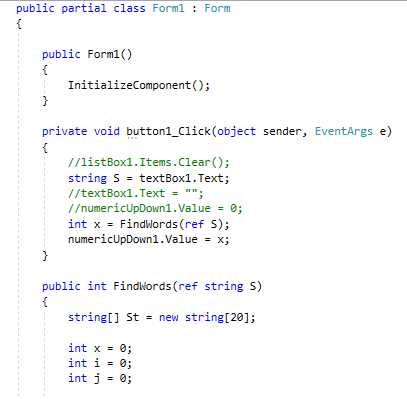 public partial class Form1 : Form
{
public Form1()
{
InitializeComponent();
}
private void button1_Click(object sender, EventArgs e)
{
//listBox1.Items.Clear();
string S = textBox1.Text;
//textBox1.Text = "";
//numericUpDown1.Value = 0;
int x = FindWords(ref S);
numericUpDown1.Value = x;
}
public int FindWords(ref string S)
{
string[] St = new string[20];
int x = 0;
int i = 0;
int j = 0;